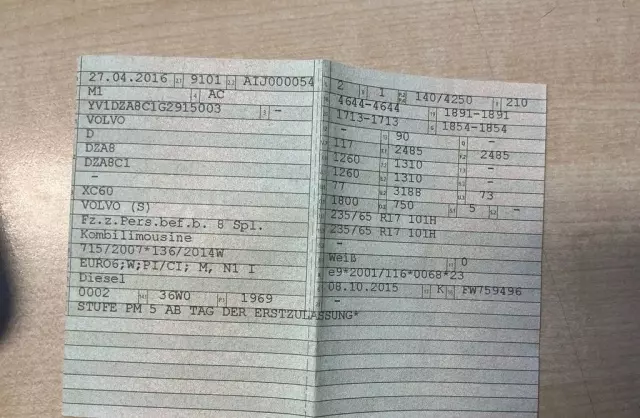 27.04.2016 9101 AIJ000054
M1 AC
YV1DZA8C1G2915003 -
VOLVO
D
DZA8
DZA8C1
-
XC60
VOLVO (S)
Fz.z.Pers.bef.b. 8 Spl.
Kombilimousine
715/2007*136/2014W
EURO6;W;PI/CI; M, N1 I
Diesel
0002 36W0 1969
STUFE PM 5 AB TAG DER ERSTZULASSUNG*
2 1 140/4250 210
4644-4644 1891-1891
1713-1713 1854-1854
- 90 -
117 2485 2485
1260 1310 -
1260 1310 -
77 3188 73
1800 750 5 -
235/65 R17 101H
235/65 R17 101H
-
Weiß 0
e9*2001/116*0068*23
08.10.2015 K FW759496
-